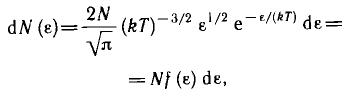 dN (ε) = 2N/√π (kT)^{−3/2} ε^{1/2} e^{−ε/(kT)} dε =
= Nf (ε) dε,